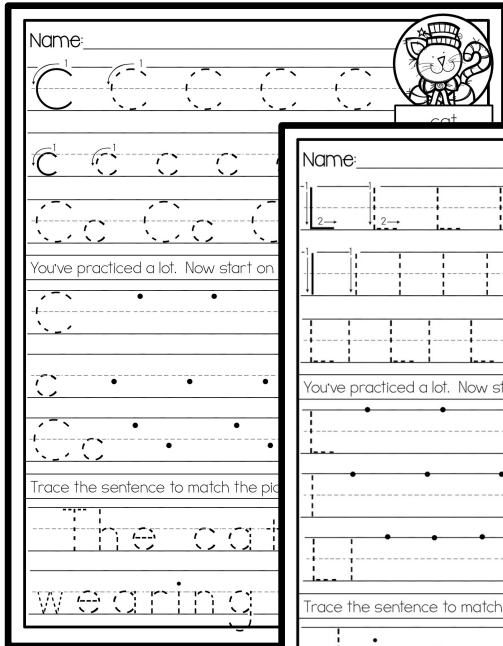 Name:
C C C C C
cat
c c c c
C c C c C
You've practiced a lot. Now start on
C
c
C c
Trace the sentence to match the pic
The cat
wearing
Name:
L L L L
l l l l l
L l L l L
You've practiced a lot. Now st
L
l
L l
Trace the sentence to match